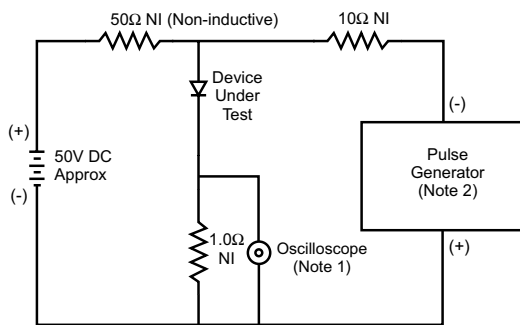 50Ω NI (Non-inductive)
10Ω NI
Device
Under
Test
(+)
50V DC
Approx
(-)
(-)
Pulse
Generator
(Note 2)
(+)
1.0Ω
NI
Oscilloscope
(Note 1)